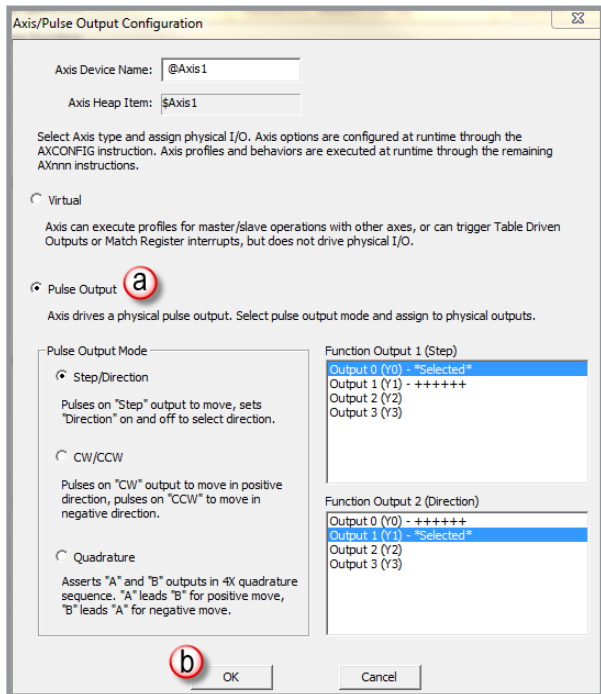 Axis/Pulse Output Configuration
Axis Device Name: @Axis1
Axis Heap Item: $Axis1
Select Axis type and assign physical I/O. Axis options are configured at runtime through the
AXCONFIG instruction. Axis profiles and behaviors are executed at runtime through the remaining
AXnnn instructions.
Virtual
Axis can execute profiles for master/slave operations with other axes, or can trigger Table Driven
Outputs or Match Register interrupts, but does not drive physical I/O.
Pulse Output a
Axis drives a physical pulse output. Select pulse output mode and assign to physical outputs.
Pulse Output Mode
Step/Direction
Pulses on "Step" output to move, sets
"Direction" on and off to select direction.
CW/CCW
Pulses on "CW" output to move in positive
direction, pulses on "CCW" to move in
negative direction.
Quadrature
Asserts "A" and "B" outputs in 4X quadrature
sequence. "A" leads "B" for positive move,
"B" leads "A" for negative move.
Function Output 1 (Step)
Output 0 (Y0) - *Selected*
Output 1 (Y1) - ++++++
Output 2 (Y2)
Output 3 (Y3)
Function Output 2 (Direction)
Output 0 (Y0) - ++++++
Output 1 (Y1) - *Selected*
Output 2 (Y2)
Output 3 (Y3)
b OK
Cancel